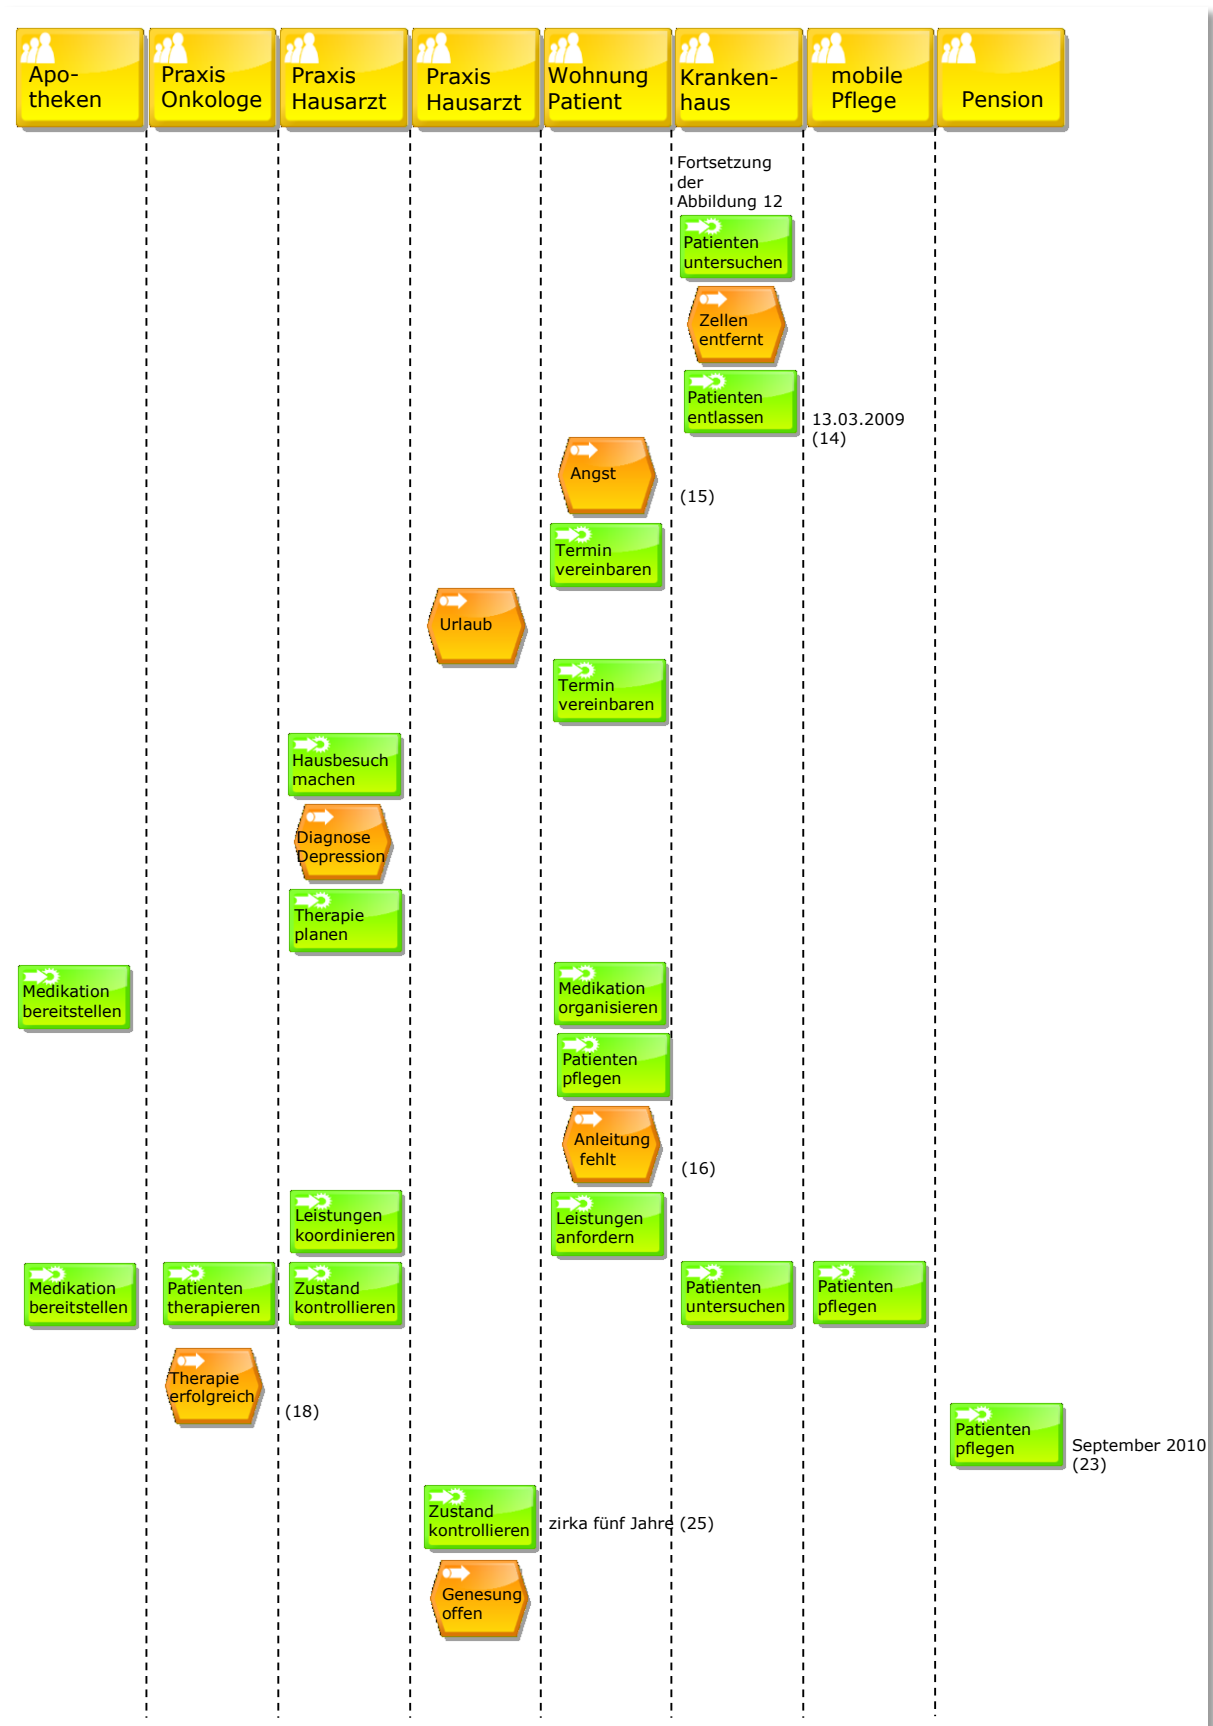 Apo-
theken
Praxis
Onkologe
Praxis
Hausarzt
Praxis
Hausarzt
Wohnung
Patient
Kranken-
haus
mobile
Pflege
Pension
Fortsetzung
der
Abbildung 12
Patienten
untersuchen
Zellen
entfernt
Patienten
entlassen
13.03.2009
(14)
Angst
(15)
Termin
vereinbaren
Urlaub
Termin
vereinbaren
Hausbesuch
machen
Diagnose
Depression
Therapie
planen
Medikation
bereitstellen
Medikation
organisieren
Patienten
pflegen
Anleitung
fehlt
(16)
Leistungen
koordinieren
Leistungen
anfordern
Medikation
bereitstellen
Patienten
therapieren
Zustand
kontrollieren
Patienten
untersuchen
Patienten
pflegen
Therapie
erfolgreich
(18)
Patienten
pflegen
September 2010
(23)
Zustand
kontrollieren
zirka fünf Jahre (25)
Genesung
offen